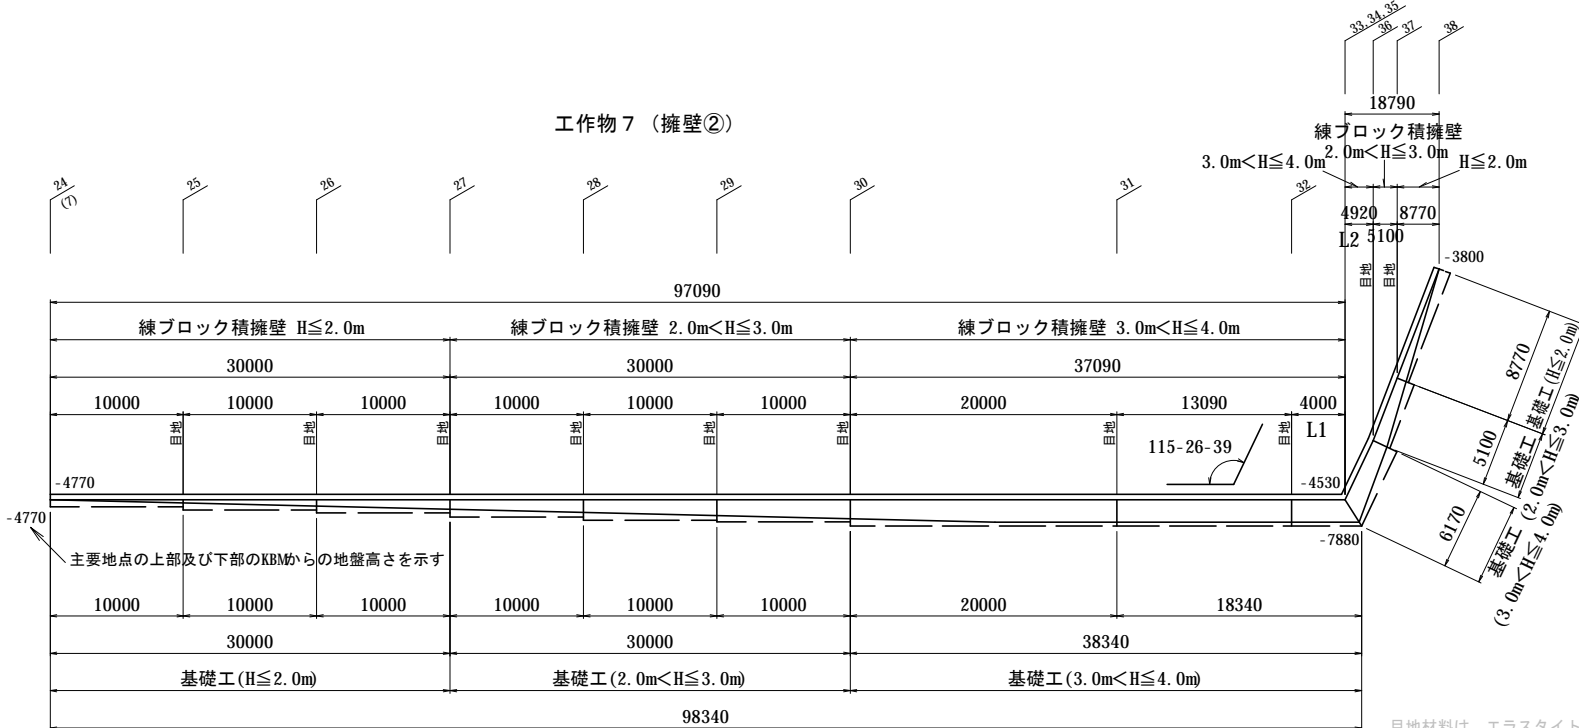 工作物７（擁壁②）
33,34,35
36
37
38
18790
練ブロック積擁壁
3.0m<H≦4.0m
2.0m<H≦3.0m
H≦2.0m
24
(7)
25
26
27
28
29
30
31
32
4920
5100
8770
L2
目地
目地
-3800
97090
練ブロック積擁壁 H≦2.0m
練ブロック積擁壁 2.0m<H≦3.0m
練ブロック積擁壁 3.0m<H≦4.0m
30000
30000
37090
10000
10000
10000
10000
10000
10000
20000
13090
4000
目地
目地
目地
目地
目地
目地
L1
115-26-39
-4770
-4530
-4770
-7880
主要地点の上部及び下部のKBMからの地盤高さを示す
8770
基礎工(H≦2.0m)
5100
基礎工 (2.0m<H≦3.0m)
6170
基礎工
(3.0m<H≦4.0m)
10000
10000
10000
10000
10000
10000
20000
18340
30000
30000
38340
基礎工(H≦2.0m)
基礎工(2.0m<H≦3.0m)
基礎工(3.0m<H≦4.0m)
98340
目地材料は、エラスタイト